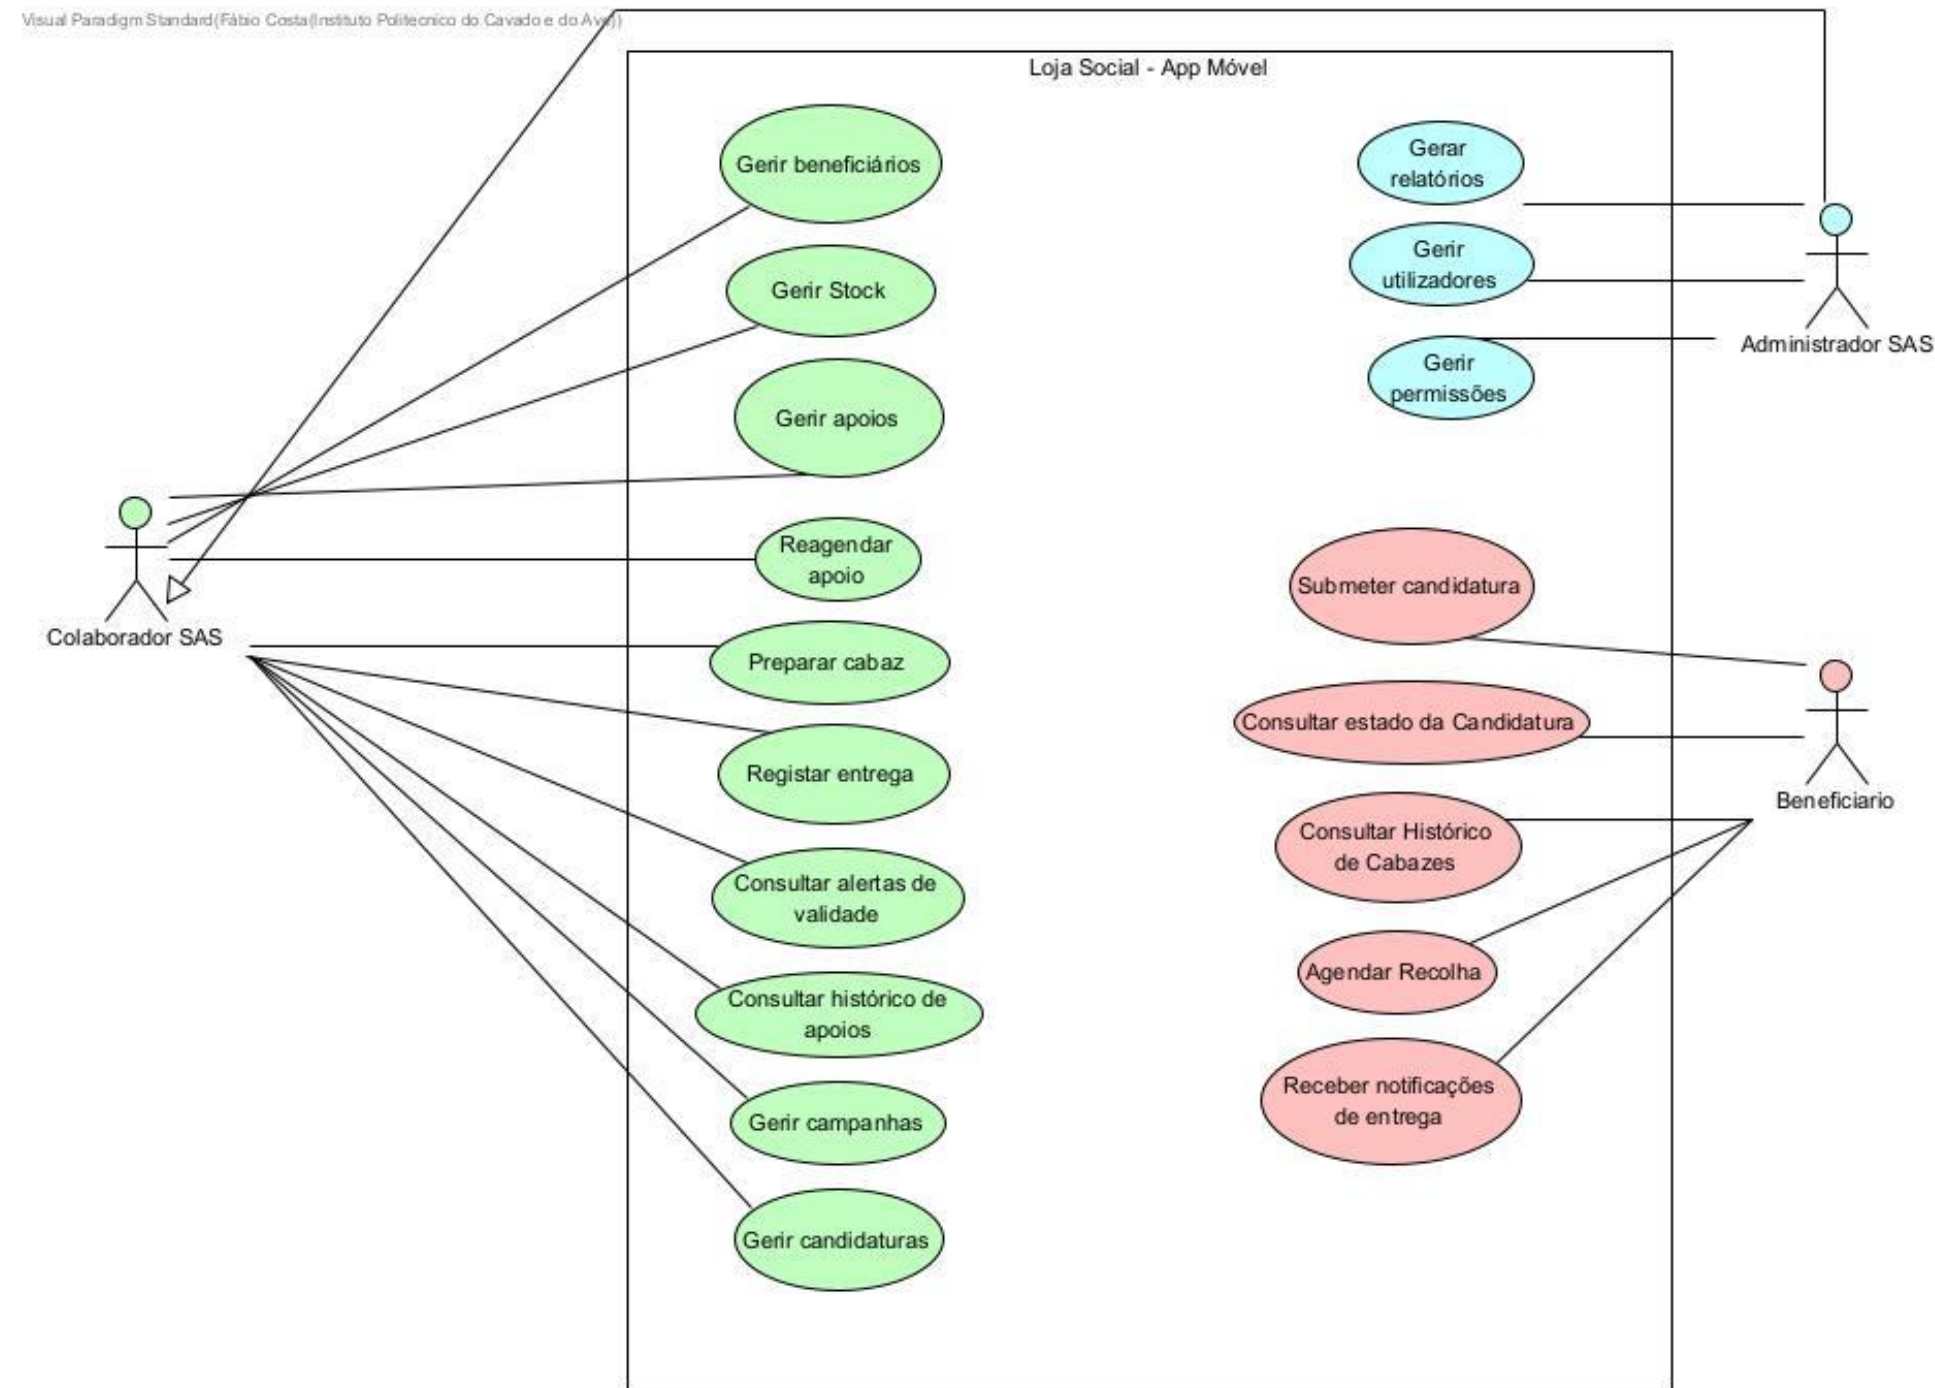 Visual Paradigm Standard(Fábio Costa(Instituto Politecnico do Cavado e do Ave))
Loja Social - App Móvel
Gerir beneficiários
Gerir Stock
Gerir apoios
Reagendar
apoio
Colaborador SAS
Preparar cabaz
Registar entrega
Consultar alertas de
validade
Consultar histórico de
apoios
Gerir campanhas
Gerir candidaturas
Gerar
relatórios
Gerir
utilizadores
Gerir
permissões
Administrador SAS
Submeter candidatura
Consultar estado da Candidatura
Beneficiario
Consultar Histórico
de Cabazes
Agendar Recolha
Receber notificações
de entrega